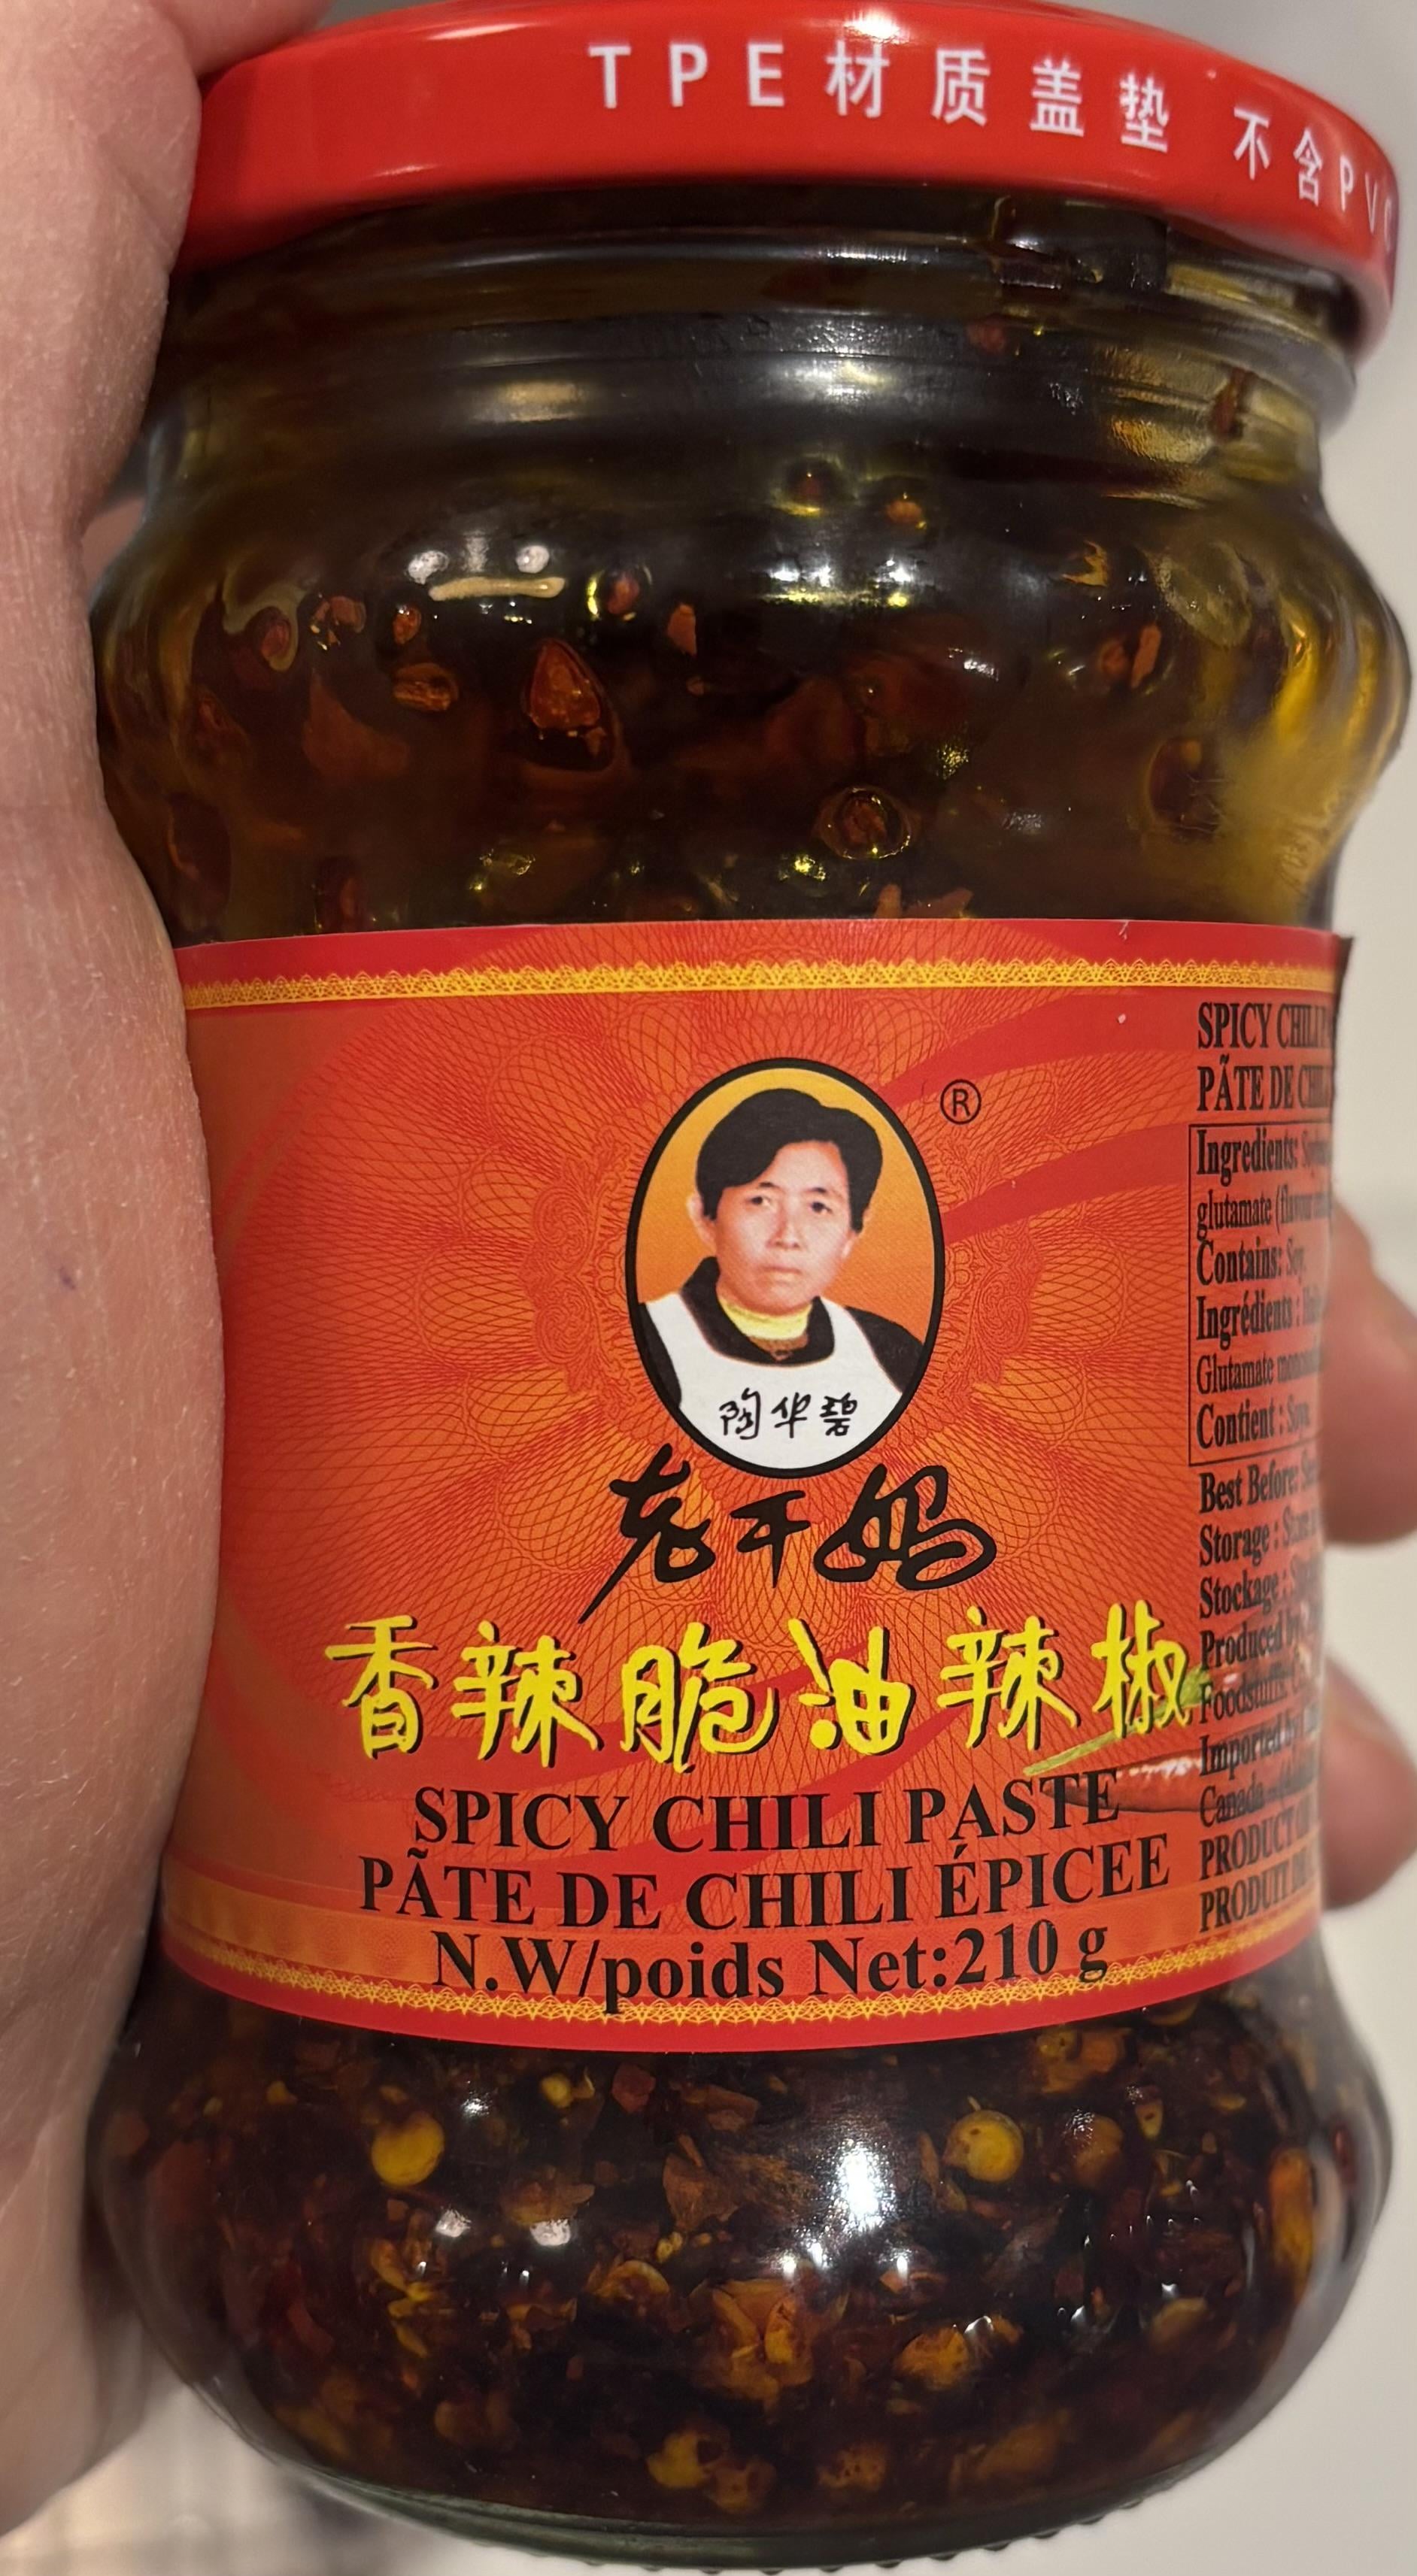 TPE材质盖垫 不含PVC
®
陶华碧
老干妈
香辣脆油辣椒
SPICY CHILI PASTE
PÃTE DE CHILI ÉPICEE
N.W/poids Net:210 g
SPICY CHILI
PÃTE DE
Ingredients:
glutamate (flavour
Contains: Soy.
Ingrédients :
Glutamate
Contient : Soya.
Best Before:
Storage :
Stockage :
Produced by:
Foodstuffs
Imported by:
Canada
PRODUCT
PRODUIT